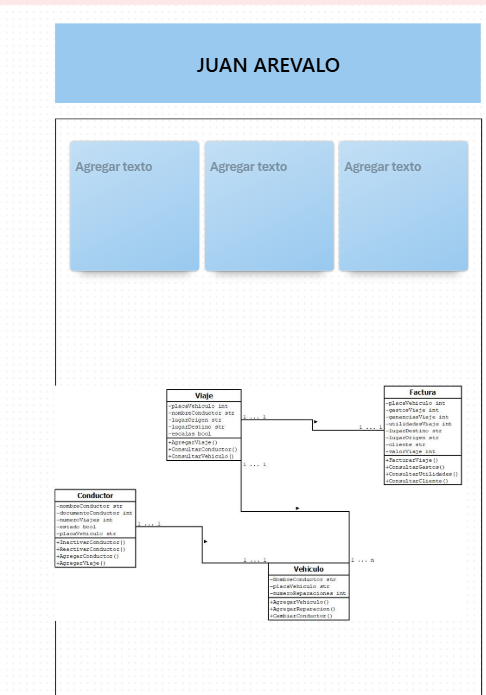 JUAN AREVALO
Agregar texto
Agregar texto
Agregar texto
Viaje
-placaVehiculo int
-nombreConductor str
-lugarOrigen str
-lugarDestino str
-escalas bool
+AgregarViaje()
+ConsultarConductor()
+ConsultarVehiculo()
1 ... 1
1 ... 1
1 ... 1
Factura
-placaVehiculo int
-gastosViaje int
-ganenciasViaje int
-utilidadesViaje int
-lugarDestino str
-lugarOrigen str
-cliente str
-valorViaje int
+FacturarViaje()
+ConsultarGastos()
+ConsultarUtilidades()
+ConsultarCliente()
Conductor
-nombreConductor str
-documentoConductor int
-numeroViajes int
-estado bool
-placaVehiculo str
+InactivarConductor()
+ReactivarConductor()
+AgregarConductor()
+AgregarViaje()
1 ... 1
1 ... 1
1 ... n
Vehiculo
-NombreConductor str
-placaVehiculo str
-numeroReparaciones int
+AgregarVehiculo()
+AgregarReparacion()
+CambiarConductor()